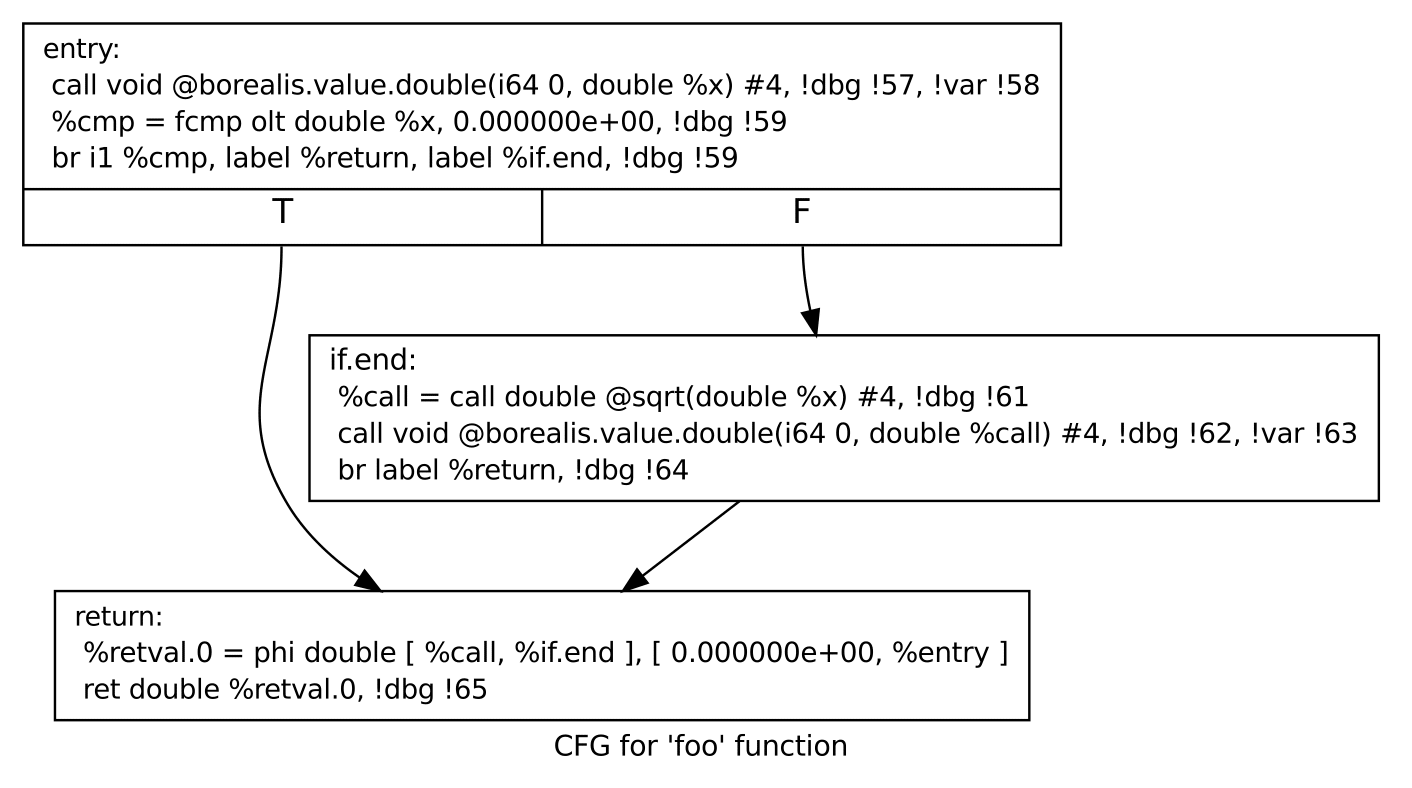 entry:
call void @borealis.value.double(i64 0, double %x) #4, !dbg !57, !var !58
%cmp = fcmp olt double %x, 0.000000e+00, !dbg !59
br i1 %cmp, label %return, label %if.end, !dbg !59
T
F
if.end:
%call = call double @sqrt(double %x) #4, !dbg !61
call void @borealis.value.double(i64 0, double %call) #4, !dbg !62, !var !63
br label %return, !dbg !64
return:
%retval.0 = phi double [ %call, %if.end ], [ 0.000000e+00, %entry ]
ret double %retval.0, !dbg !65
CFG for 'foo' function